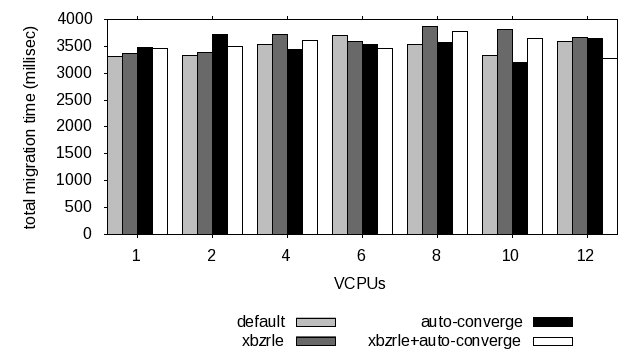 total migration time (millisec)
4000
3500
3000
2500
2000
1500
1000
500
0
1 2 4 6 8 10 12
VCPUs
default auto-converge
xbzrle xbzrle+auto-converge